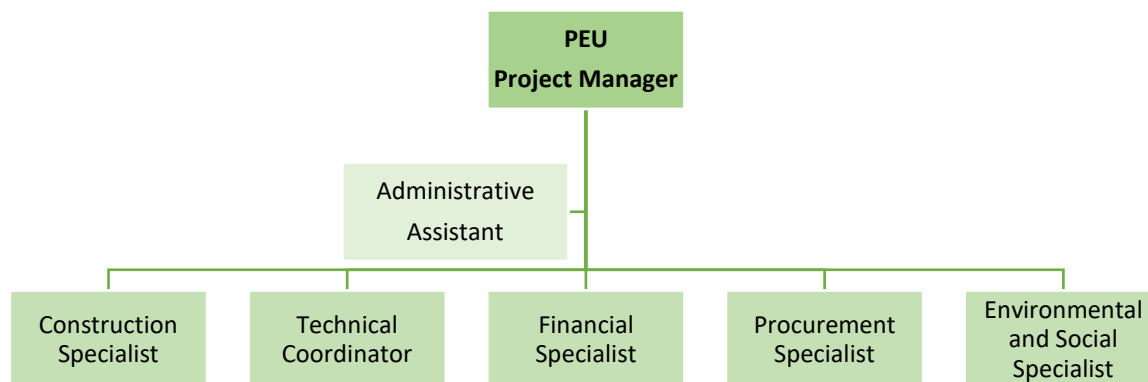 PEU
Project Manager
Administrative
Assistant
Construction
Specialist
Technical
Coordinator
Financial
Specialist
Procurement
Specialist
Environmental
and Social
Specialist